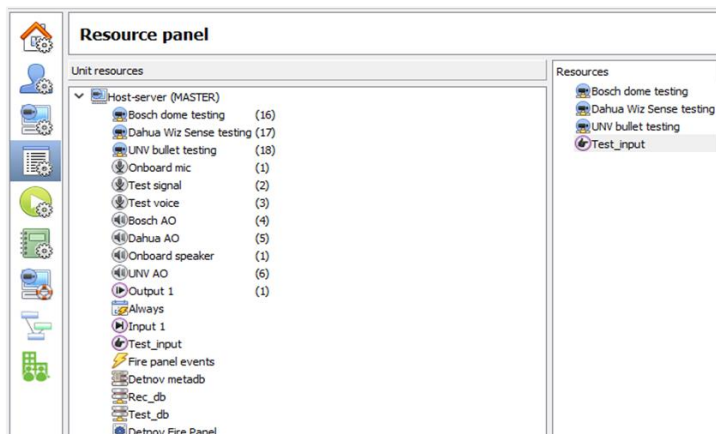 Resource panel
Unit resources
Host-server (MASTER)
Bosch dome testing (16)
Dahua Wiz Sense testing (17)
UNV bullet testing (18)
Onboard mic (1)
Test signal (2)
Test voice (3)
Bosch AO (4)
Dahua AO (5)
Onboard speaker (1)
UNV AO (6)
Output 1 (1)
Always
Input 1
Test_input
Fire panel events
Detnov metadb
Rec_db
Test_db
Detnov Fire Panel
Resources
Bosch dome testing
Dahua Wiz Sense testing
UNV bullet testing
Test_input